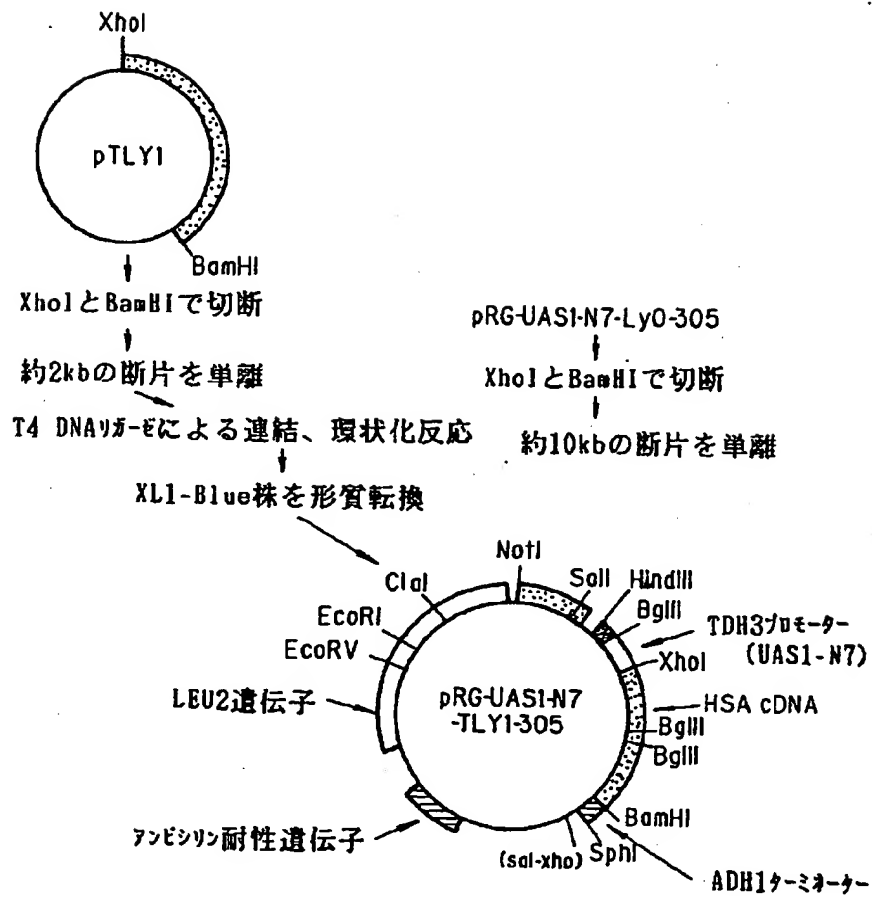 XhoI
pTLY1
BamHI
XhoIとBamHIで切断
約2kbの断片を単離
T4 DNAリガーゼによる連結、環状化反応
XL1-Blue株を形質転換
pRG-UAS1-N7-LyO-305
XhoIとBamHIで切断
約10kbの断片を単離
NotI
ClaI
SalI
HindIII
EcoRI
BglII
TDH3プロモーター
(UAS1-N7)
EcoRV
XhoI
LEU2遺伝子
pRG-UAS1-N7
-TLY1-305
HSA cDNA
BglII
BglII
BamHI
アンピシリン耐性遺伝子
(sal-xho)
SphI
ADH1ターミネーター